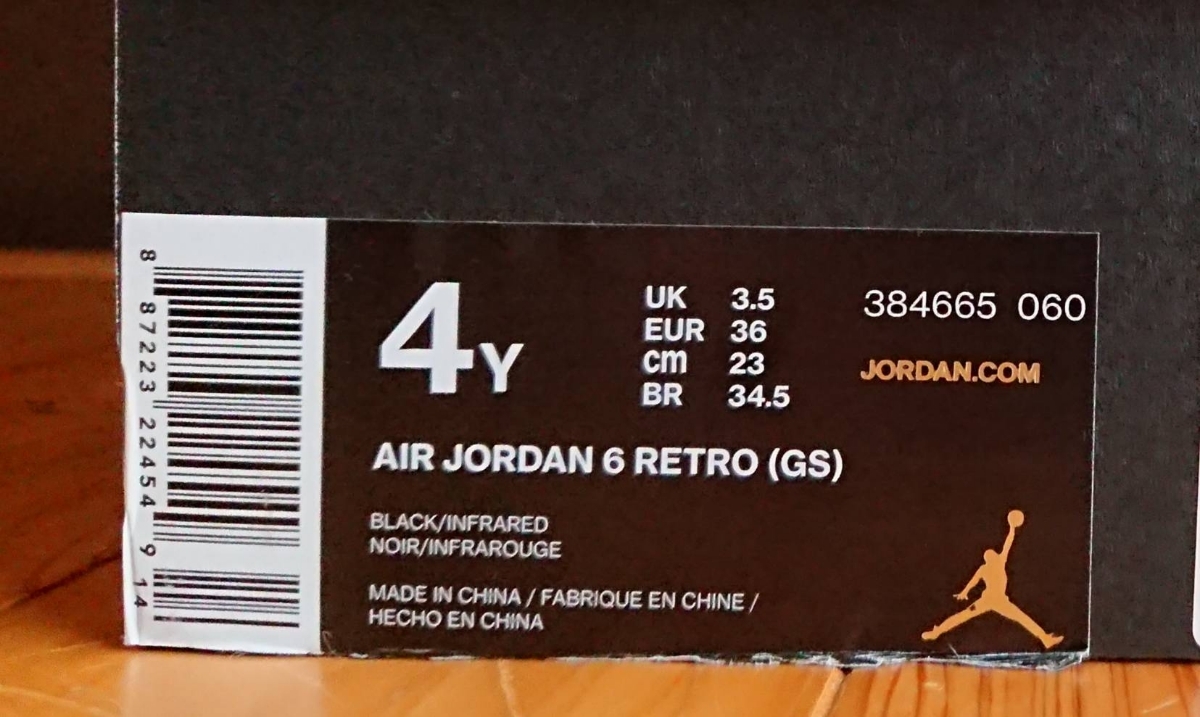 8 87223 22454 9 14
4Y
UK 3.5
EUR 36
cm 23
BR 34.5
384665 060
JORDAN.COM
AIR JORDAN 6 RETRO (GS)
BLACK/INFRARED
NOIR/INFRAROUGE
MADE IN CHINA / FABRIQUE EN CHINE /
HECHO EN CHINA